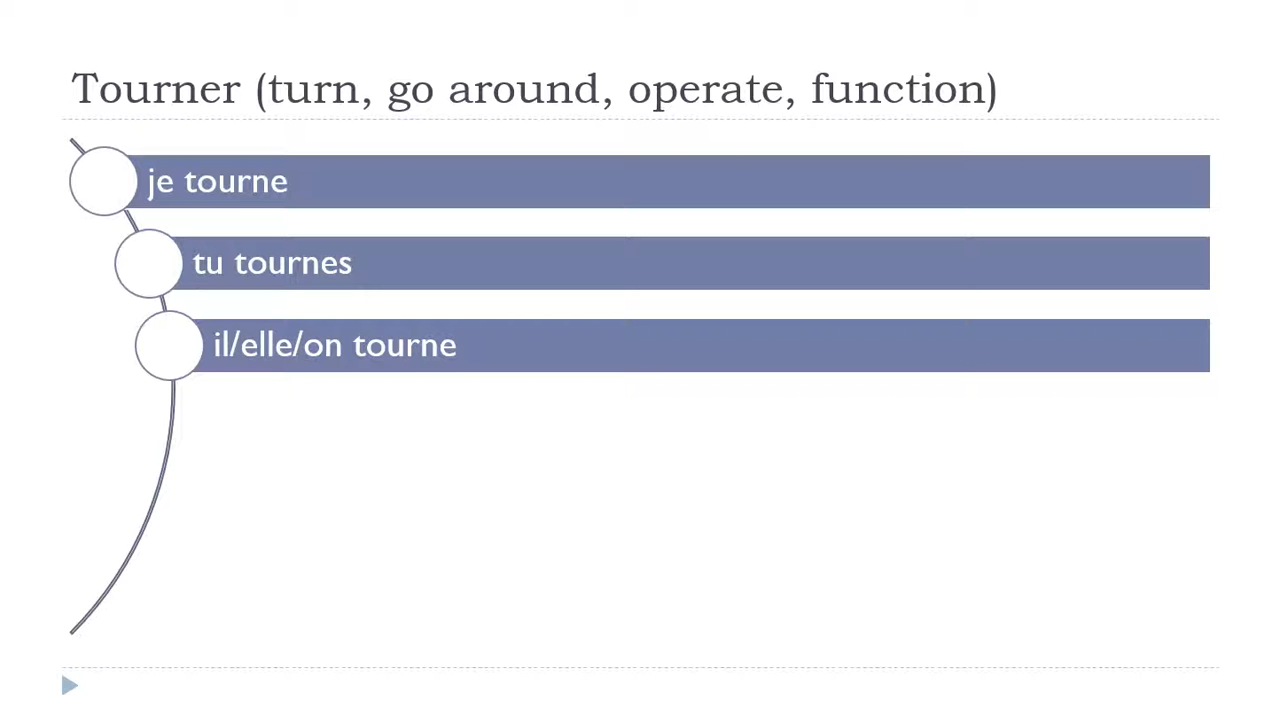 Tourner (turn, go around, operate, function)
je tourne
tu tournes
il/elle/on tourne